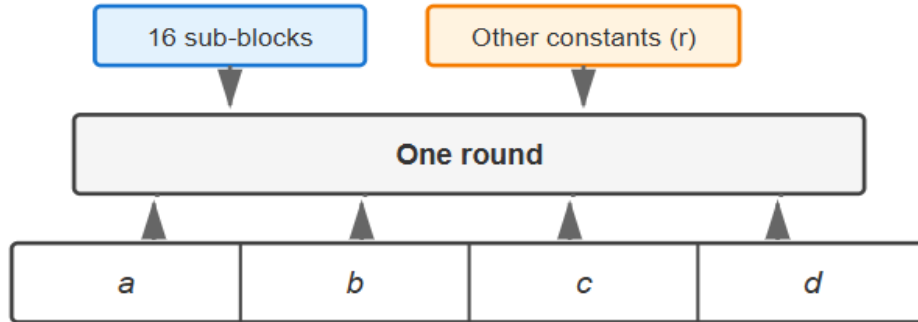 16 sub-blocks
Other constants (r)
One round
a
b
c
d